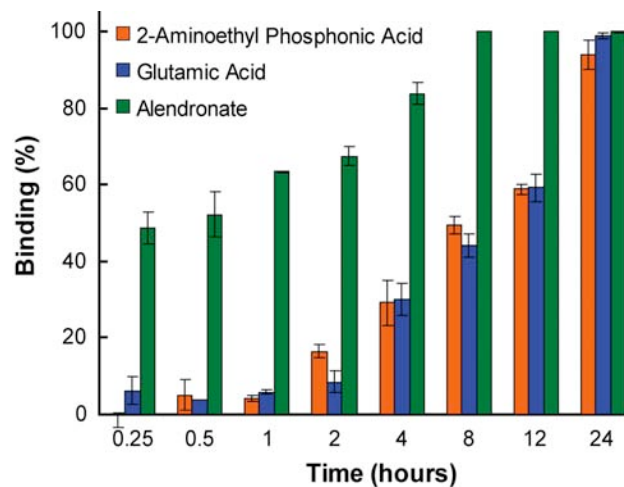 100
80
60
40
20
0
Binding (%)
2-Aminoethyl Phosphonic Acid
Glutamic Acid
Alendronate
0.25 0.5 1 2 4 8 12 24
Time (hours)